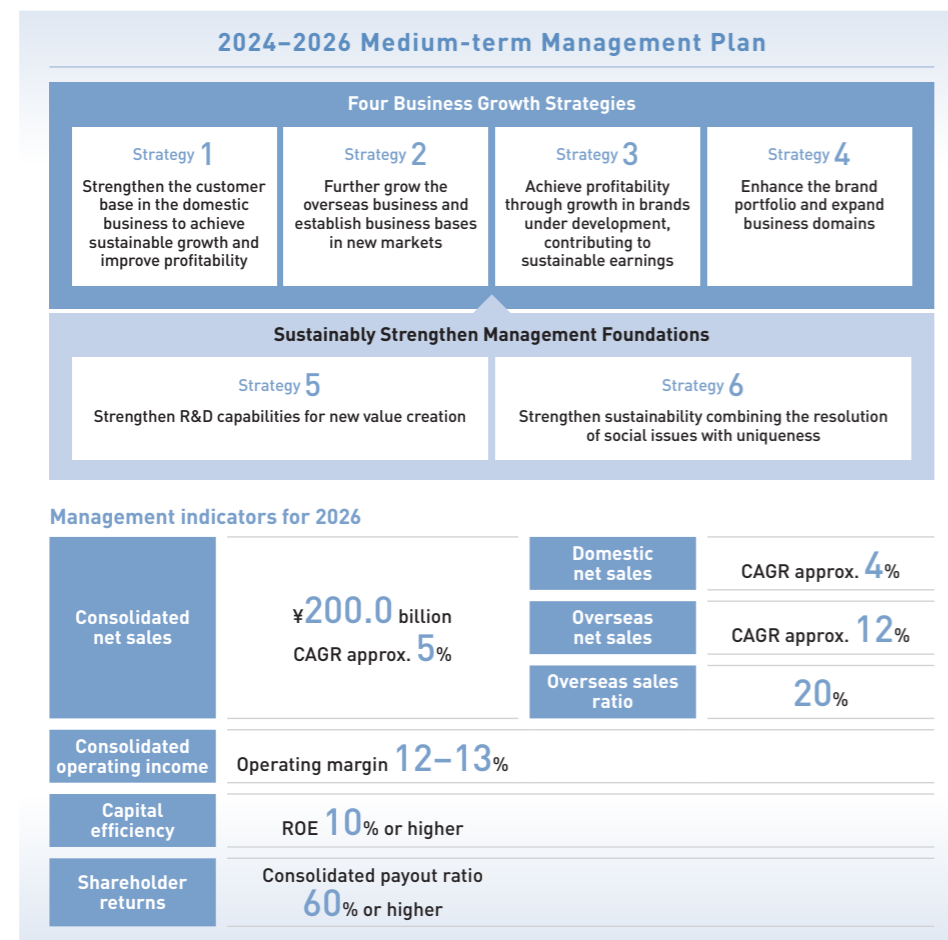 2024–2026 Medium-term Management Plan
Four Business Growth Strategies
Strategy 1
Strengthen the customer
base in the domestic
business to achieve
sustainable growth and
improve profitability
Strategy 2
Further grow the
overseas business and
establish business bases
in new markets
Strategy 3
Achieve profitability
through growth in brands
under development,
contributing to
sustainable earnings
Strategy 4
Enhance the brand
portfolio and expand
business domains
Sustainably Strengthen Management Foundations
Strategy 5
Strengthen R&D capabilities for new value creation
Strategy 6
Strengthen sustainability combining the resolution
of social issues with uniqueness
Management indicators for 2026
Consolidated
net sales
¥200.0 billion
CAGR approx. 5%
Domestic
net sales
CAGR approx. 4%
Overseas
net sales
CAGR approx. 12%
Overseas sales
ratio
20%
Consolidated
operating income
Operating margin 12–13%
Capital
efficiency
ROE 10% or higher
Shareholder
returns
Consolidated payout ratio
60% or higher